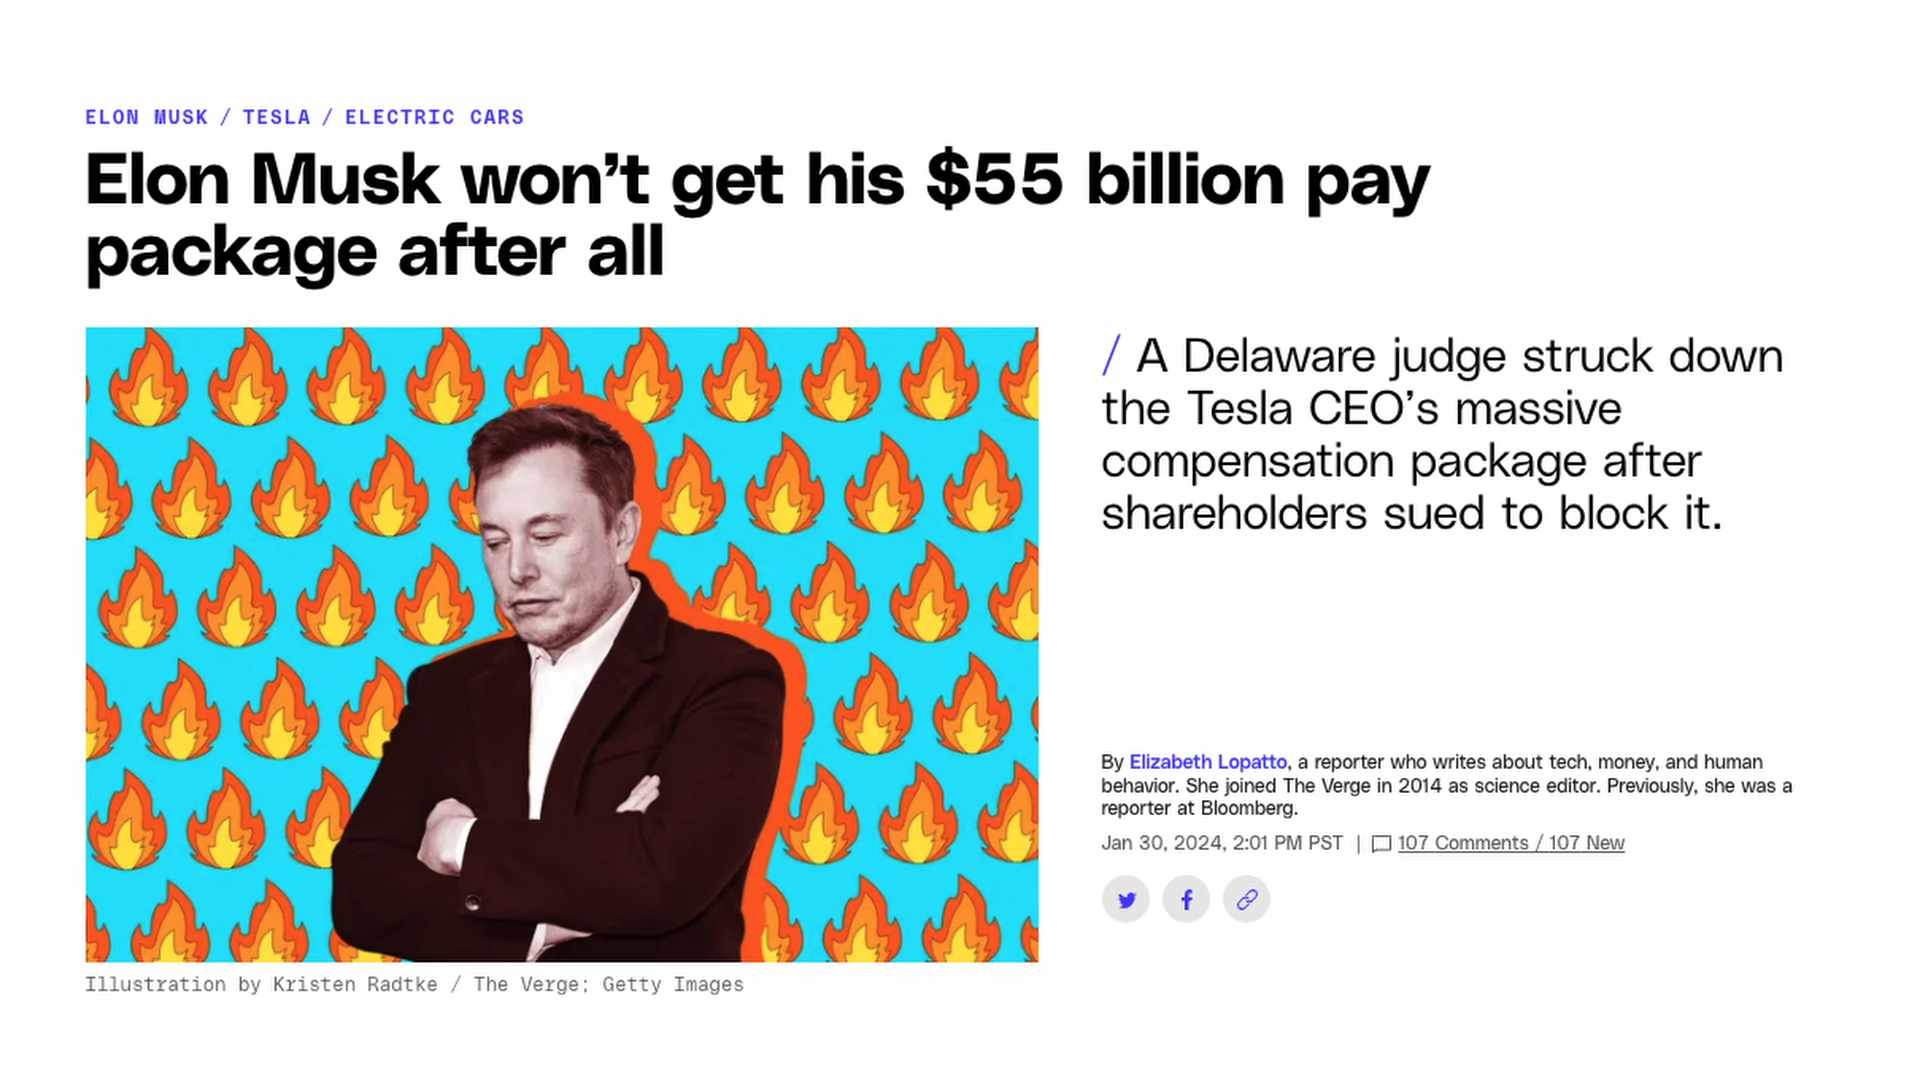 ELON MUSK / TESLA / ELECTRIC CARS
Elon Musk won’t get his $55 billion pay
package after all
/ A Delaware judge struck down
the Tesla CEO’s massive
compensation package after
shareholders sued to block it.
By Elizabeth Lopatto, a reporter who writes about tech, money, and human
behavior. She joined The Verge in 2014 as science editor. Previously, she was a
reporter at Bloomberg.
Jan 30, 2024, 2:01 PM PST | 107 Comments / 107 New
Illustration by Kristen Radtke / The Verge; Getty Images